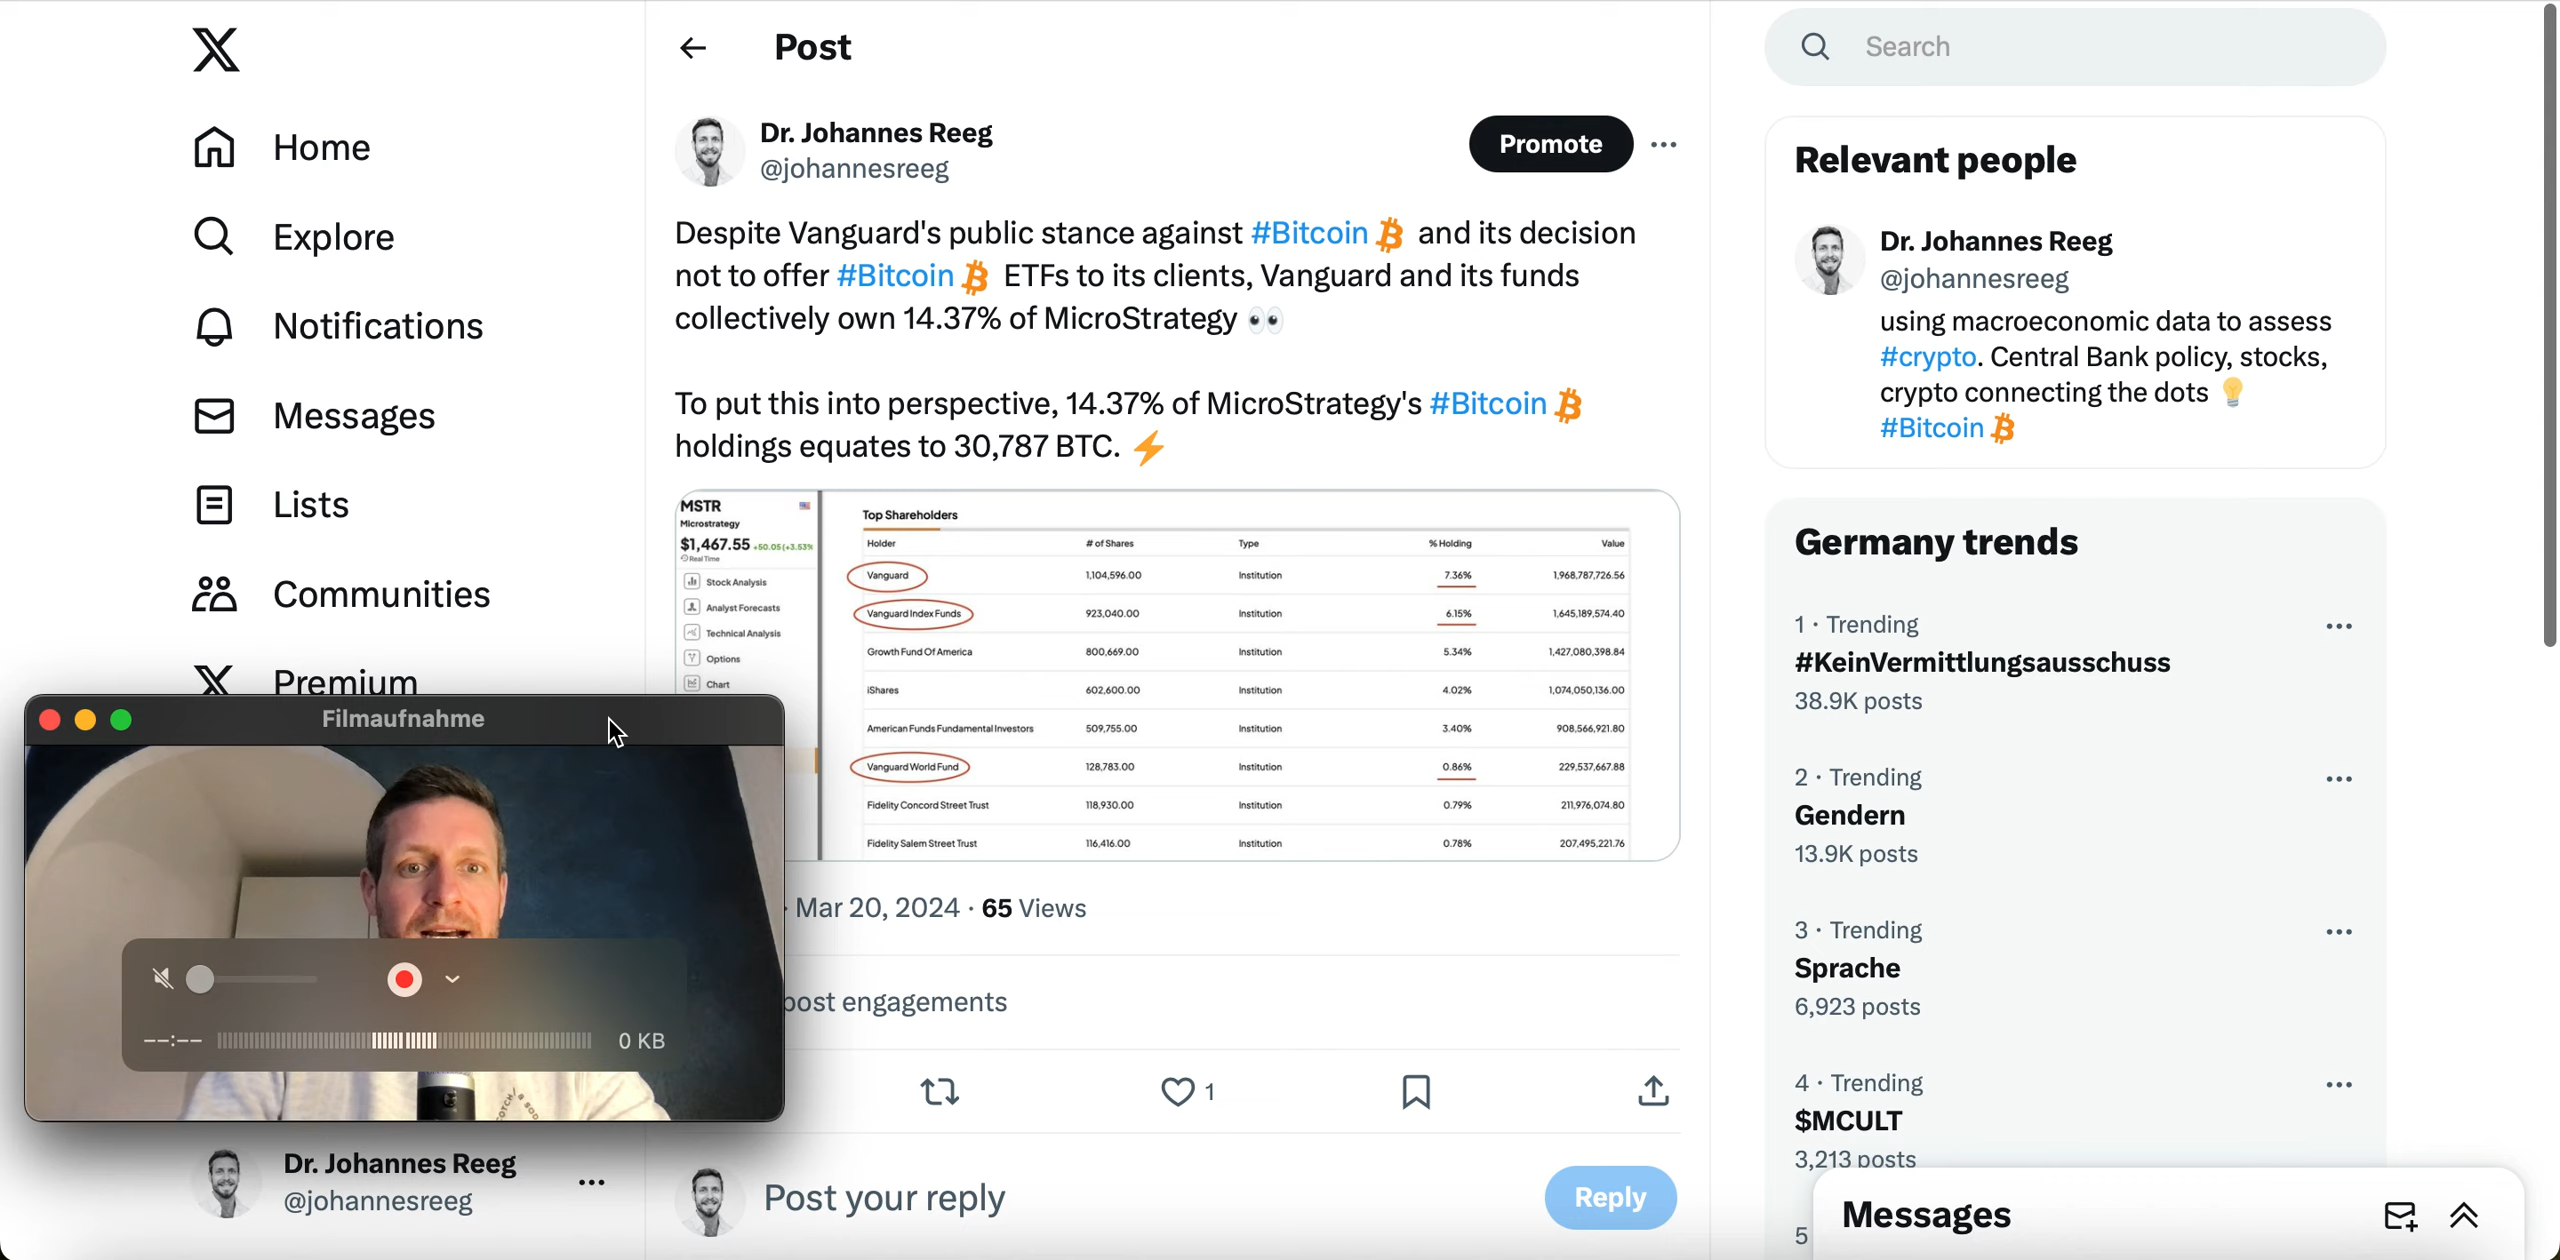 Home
Explore
Notifications
Messages
Lists
Communities
Premium
Filmaufnahme
--:--
0 KB
Dr. Johannes Reeg
@johannesreeg
Post
Dr. Johannes Reeg
@johannesreeg
Promote
Despite Vanguard's public stance against #Bitcoin and its decision
not to offer #Bitcoin ETFs to its clients, Vanguard and its funds
collectively own 14.37% of MicroStrategy 👀
To put this into perspective, 14.37% of MicroStrategy's #Bitcoin
holdings equates to 30,787 BTC. ⚡
MSTR
Microstrategy
$1,467.55 +50.05 (+3.53%
Real Time
Stock Analysis
Analyst Forecasts
Technical Analysis
Options
Chart
Top Shareholders
Holder # of Shares Type % Holding Value
Vanguard 1,104,596.00 Institution 7.36% 1,968,787,726.56
Vanguard Index Funds 923,040.00 Institution 6.15% 1,645,189,574.40
Growth Fund Of America 800,669.00 Institution 5.34% 1,427,080,398.84
iShares 602,600.00 Institution 4.02% 1,074,050,136.00
American Funds Fundamental Investors 509,755.00 Institution 3.40% 908,566,921.80
Vanguard World Fund 128,783.00 Institution 0.86% 229,537,667.88
Fidelity Concord Street Trust 118,930.00 Institution 0.79% 211,976,074.80
Fidelity Salem Street Trust 116,416.00 Institution 0.78% 207,495,221.76
· Mar 20, 2024 · 65 Views
post engagements
1
Post your reply
Reply
Search
Relevant people
Dr. Johannes Reeg
@johannesreeg
using macroeconomic data to assess
#crypto. Central Bank policy, stocks,
crypto connecting the dots 💡
#Bitcoin
Germany trends
1 · Trending
#KeinVermittlungsausschuss
38.9K posts
2 · Trending
Gendern
13.9K posts
3 · Trending
Sprache
6,923 posts
4 · Trending
$MCULT
3,213 posts
5
Messages